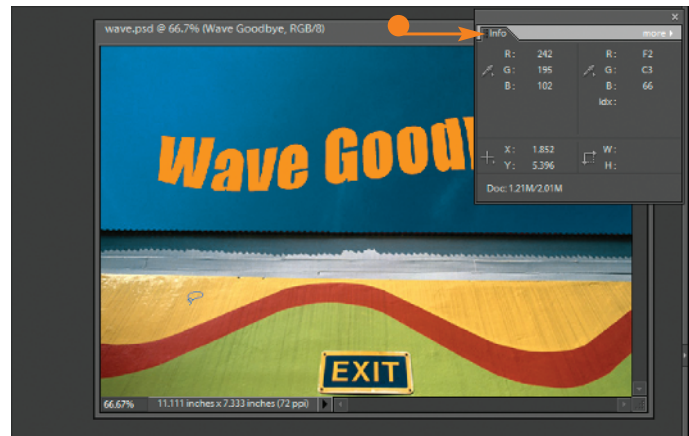 wave.psd @ 66.7% (Wave Goodbye, RGB/8)
Info
more
R: 242 R: F2
G: 195 G: C3
B: 102 B: 66
Idx:
X: 1.852 W:
Y: 5.396 H:
Doc: 1.21M/2.01M
Wave Goodb
EXIT
66.67% 11.111 inches x 7.333 inches (72 ppi)